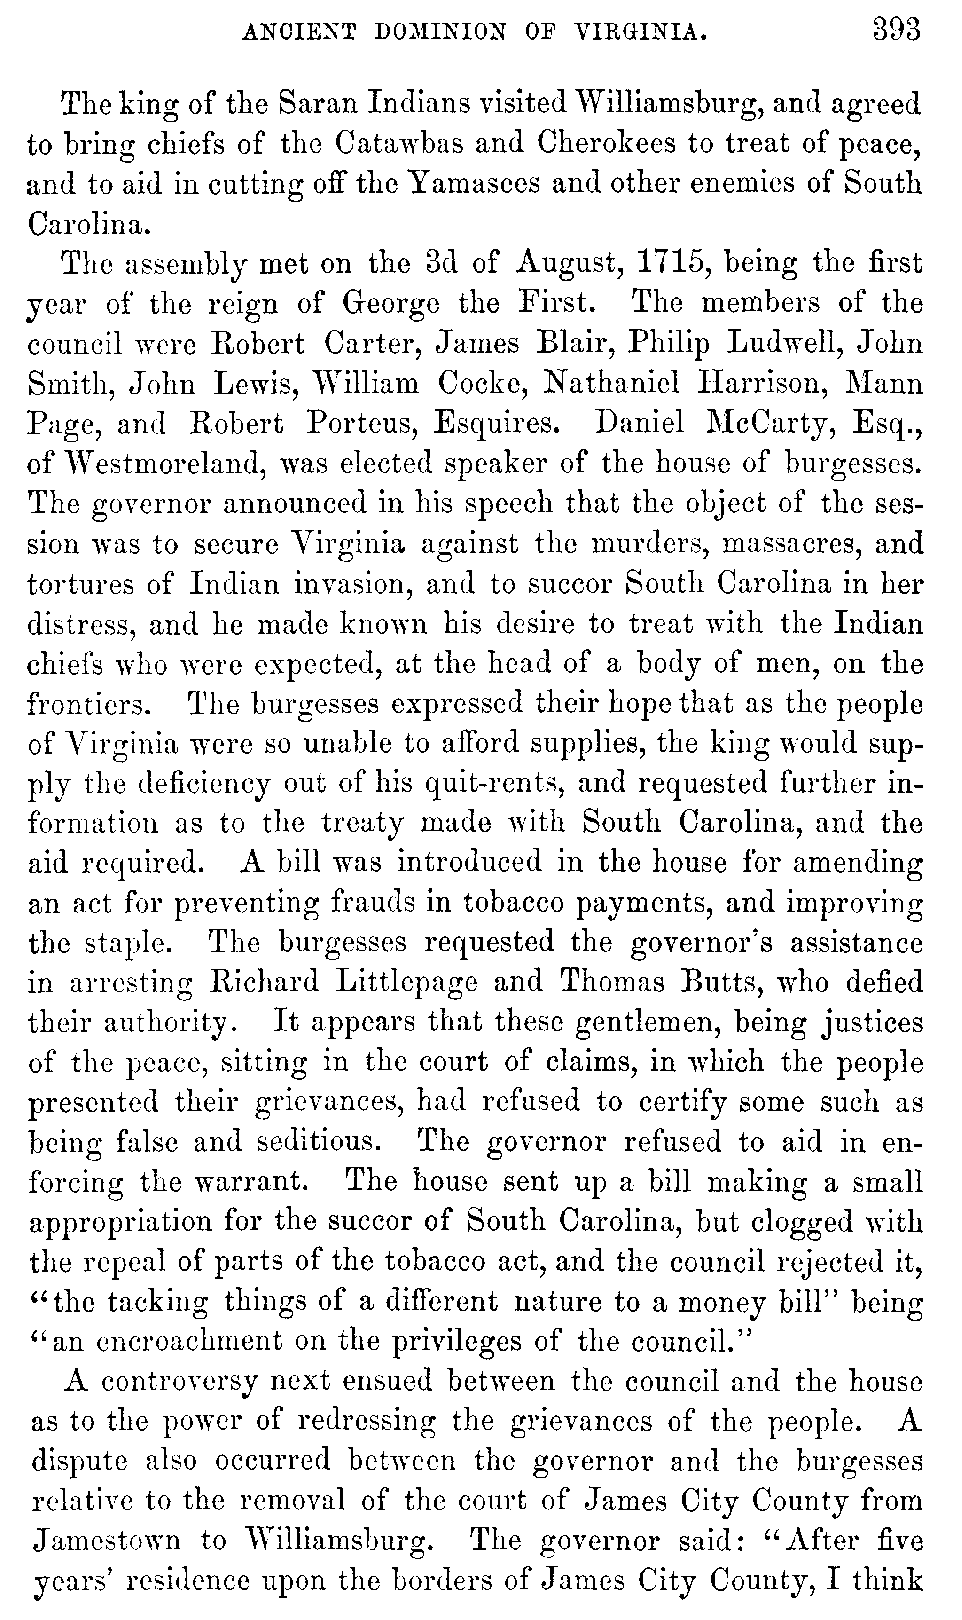 ANCIENT DOMINION OF VIRGINIA. 393
The king of the Saran Indians visited Williamsburg, and agreed
to bring chiefs of the Catawbas and Cherokees to treat of peace,
and to aid in cutting off the Yamasees and other enemies of South
Carolina.
The assembly met on the 3d of August, 1715, being the first
year of the reign of George the First. The members of the
council were Robert Carter, James Blair, Philip Ludwell, John
Smith, John Lewis, William Cocke, Nathaniel Harrison, Mann
Page, and Robert Porteus, Esquires. Daniel McCarty, Esq.,
of Westmoreland, was elected speaker of the house of burgesses.
The governor announced in his speech that the object of the ses-
sion was to secure Virginia against the murders, massacres, and
tortures of Indian invasion, and to succor South Carolina in her
distress, and he made known his desire to treat with the Indian
chiefs who were expected, at the head of a body of men, on the
frontiers. The burgesses expressed their hope that as the people
of Virginia were so unable to afford supplies, the king would sup-
ply the deficiency out of his quit-rents, and requested further in-
formation as to the treaty made with South Carolina, and the
aid required. A bill was introduced in the house for amending
an act for preventing frauds in tobacco payments, and improving
the staple. The burgesses requested the governor's assistance
in arresting Richard Littlepage and Thomas Butts, who defied
their authority. It appears that these gentlemen, being justices
of the peace, sitting in the court of claims, in which the people
presented their grievances, had refused to certify some such as
being false and seditious. The governor refused to aid in en-
forcing the warrant. The house sent up a bill making a small
appropriation for the succor of South Carolina, but clogged with
the repeal of parts of the tobacco act, and the council rejected it,
"the tacking things of a different nature to a money bill" being
"an encroachment on the privileges of the council."
A controversy next ensued between the council and the house
as to the power of redressing the grievances of the people. A
dispute also occurred between the governor and the burgesses
relative to the removal of the court of James City County from
Jamestown to Williamsburg. The governor said: "After five
years' residence upon the borders of James City County, I think